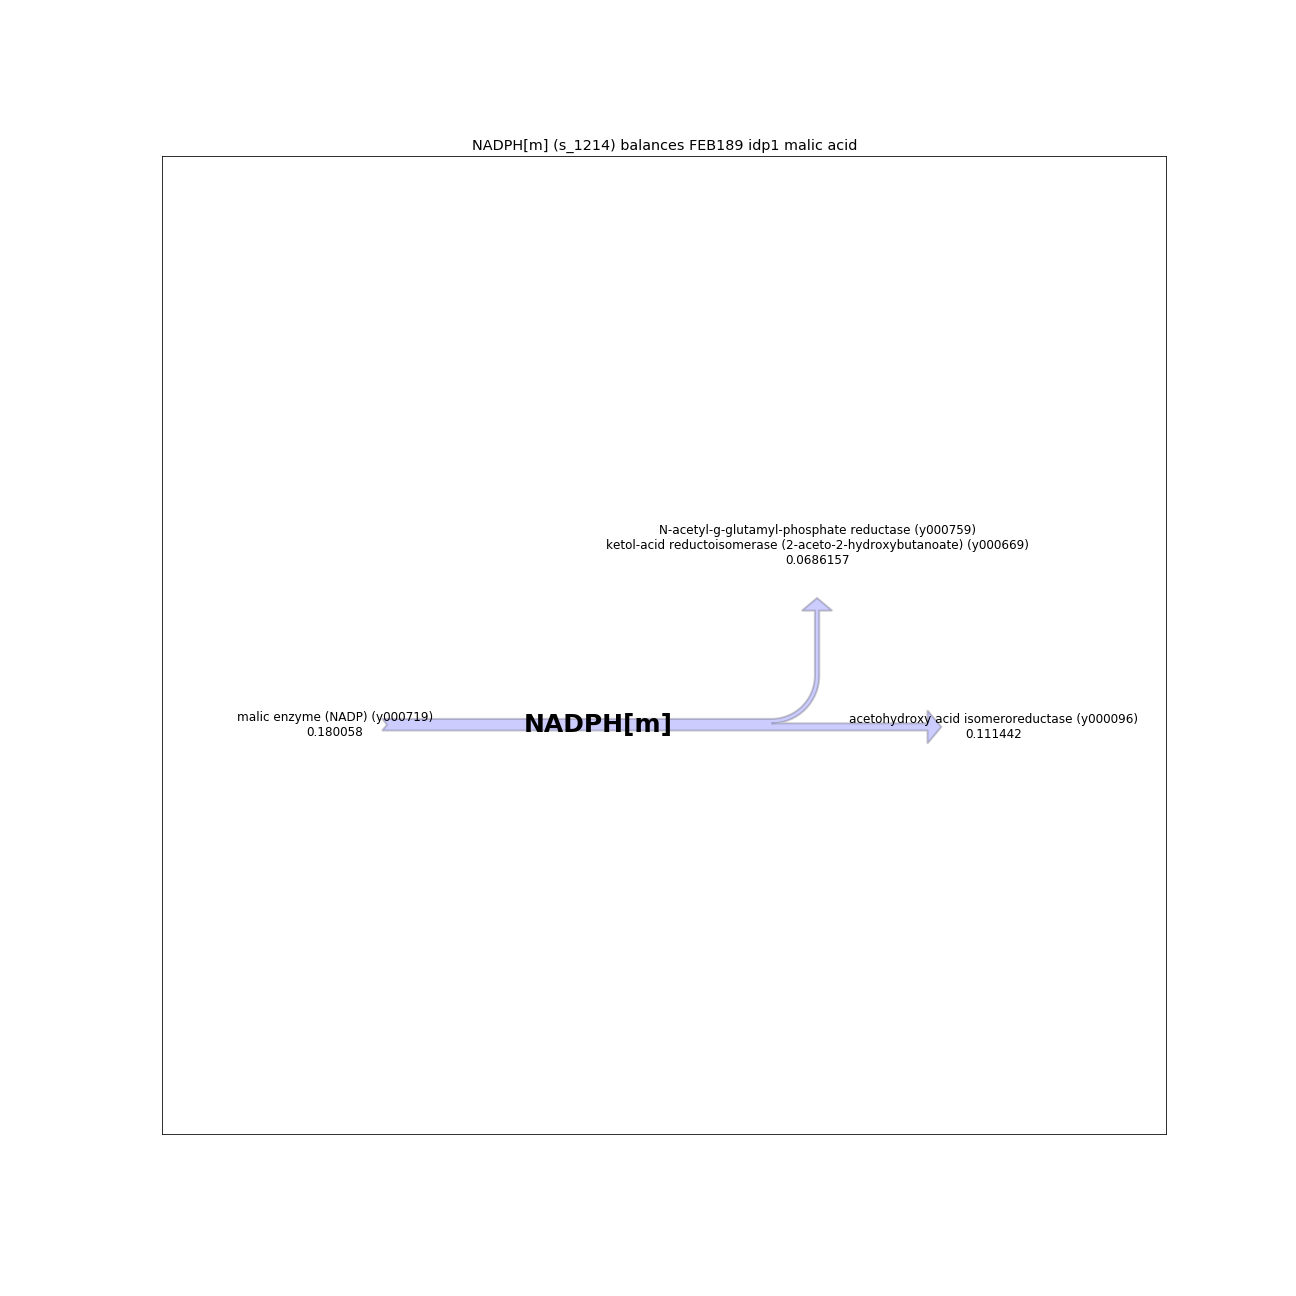 NADPH[m] (s_1214) balances FEB189 idp1 malic acid
N-acetyl-g-glutamyl-phosphate reductase (y000759)
ketol-acid reductoisomerase (2-aceto-2-hydroxybutanoate) (y000669)
0.0686157
malic enzyme (NADP) (y000719)
0.180058
NADPH[m]
acetohydroxy acid isomeroreductase (y000096)
0.111442